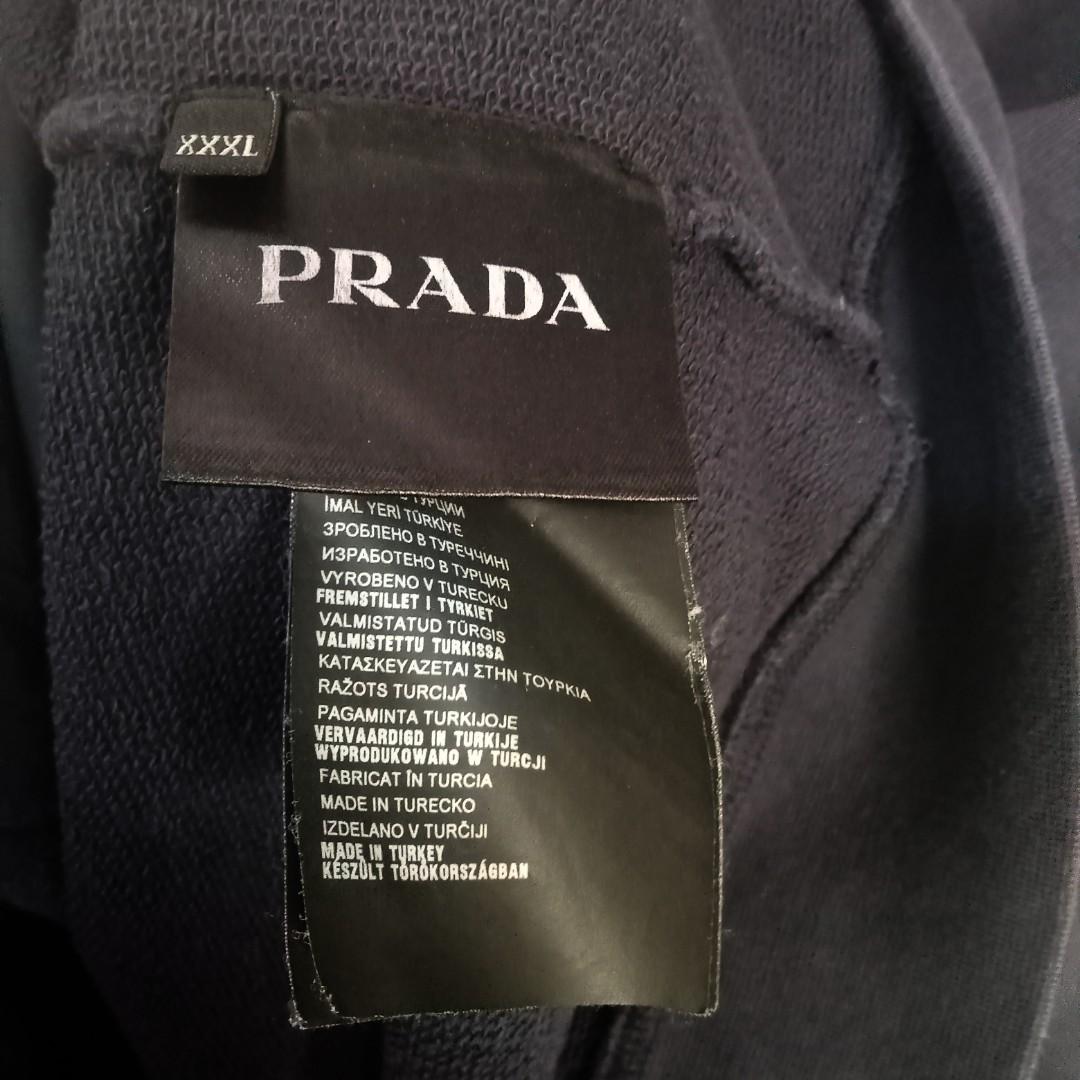 XXXL
PRADA
ТУРЦИИ
İMAL YERİ TÜRKİYE
ЗРОБЛЕНО В ТУРЕЧЧИНІ
ИЗРАБОТЕНО В ТУРЦИЯ
VYROBENO V TURECKU
FREMSTILLET I TYRKIET
VALMISTATUD TÜRGIS
VALMISTETTU TURKISSA
ΚΑΤΑΣΚΕΥΑΖΕΤΑΙ ΣΤΗΝ ΤΟΥΡΚΙΑ
RAŽOTS TURCIJĀ
PAGAMINTA TURKIJOJE
VERVAARDIGD IN TURKIJE
WYPRODUKOWANO W TURCJI
FABRICAT ÎN TURCIA
MADE IN TURECKO
IZDELANO V TURČIJI
MADE IN TURKEY
KÉSZÜLT TÖRÖKORSZÁGBAN